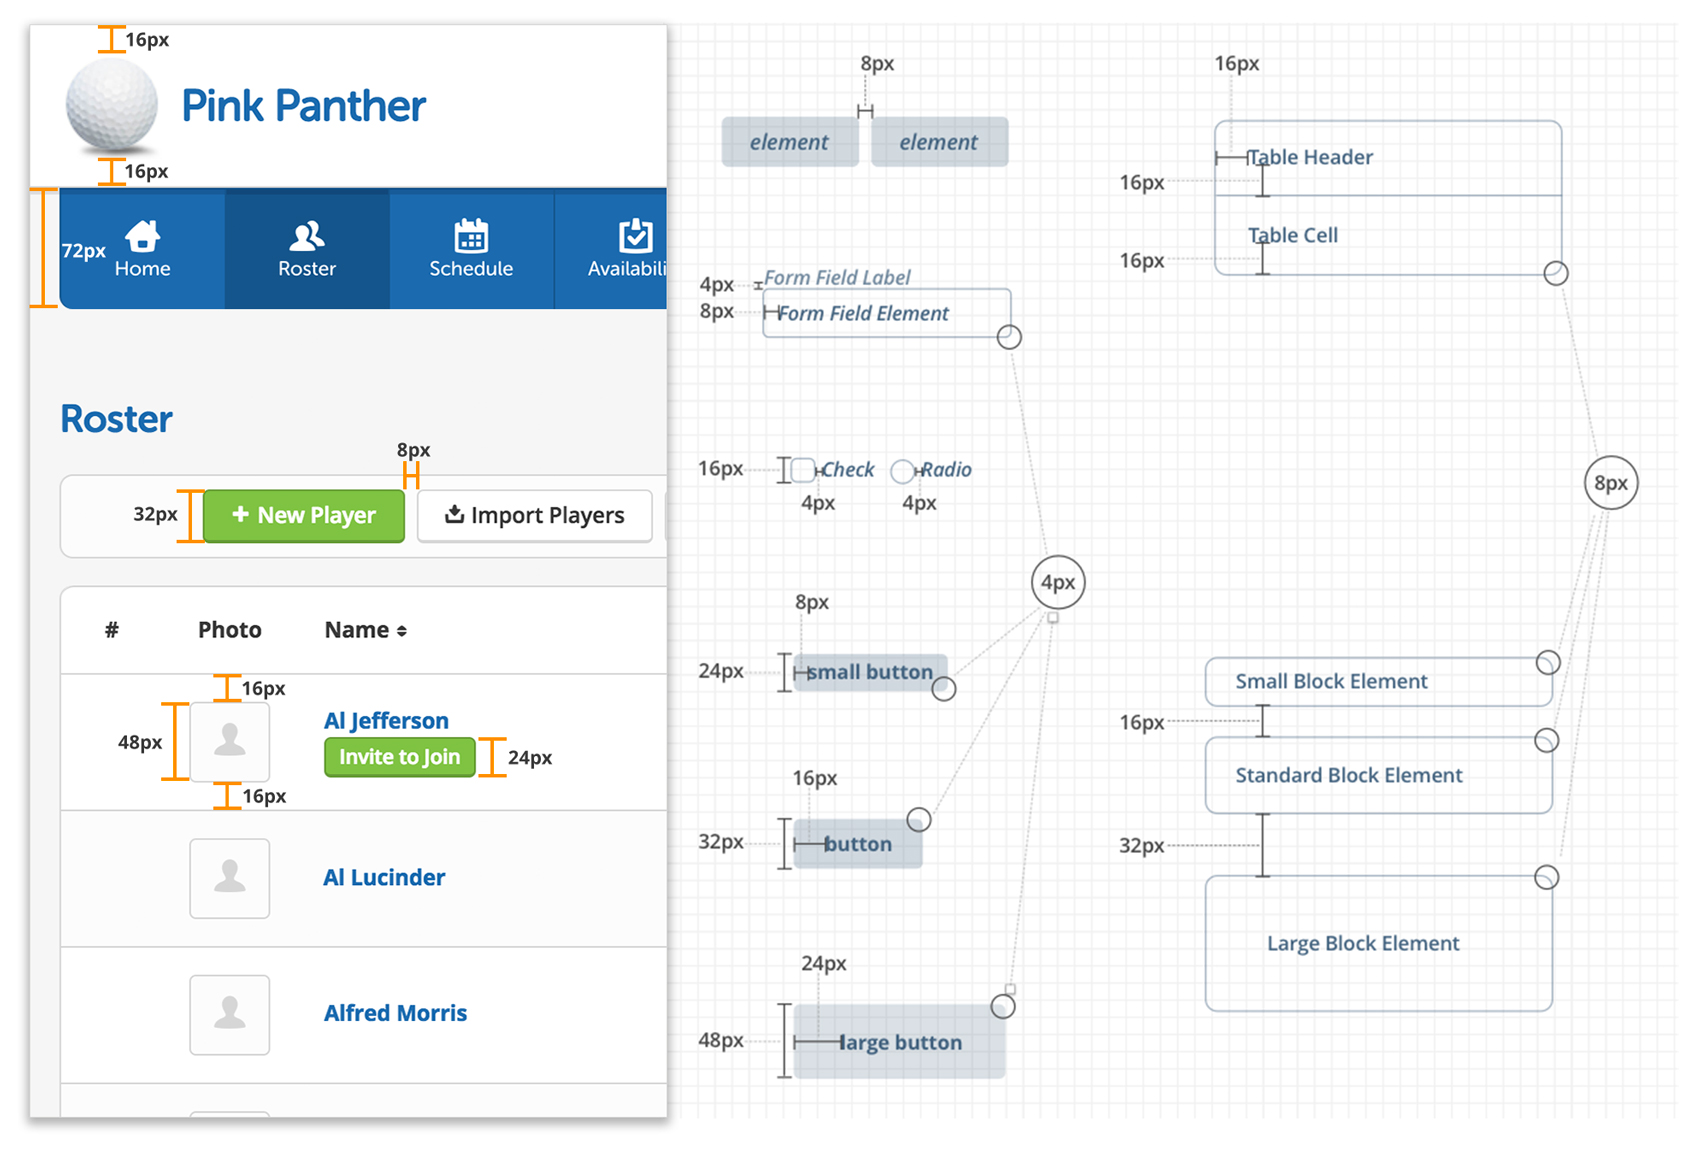 16px
Pink Panther
16px
72px
Home
Roster
Schedule
Availabili
Roster
8px
32px
New Player
Import Players
#
Photo
Name
16px
48px
Al Jefferson
Invite to Join
24px
16px
Al Lucinder
Alfred Morris
8px
element
element
4px
Form Field Label
8px
Form Field Element
16px
Check
Radio
4px
4px
4px
8px
24px
small button
16px
32px
button
24px
48px
large button
16px
Table Header
16px
Table Cell
16px
8px
Small Block Element
16px
Standard Block Element
32px
Large Block Element